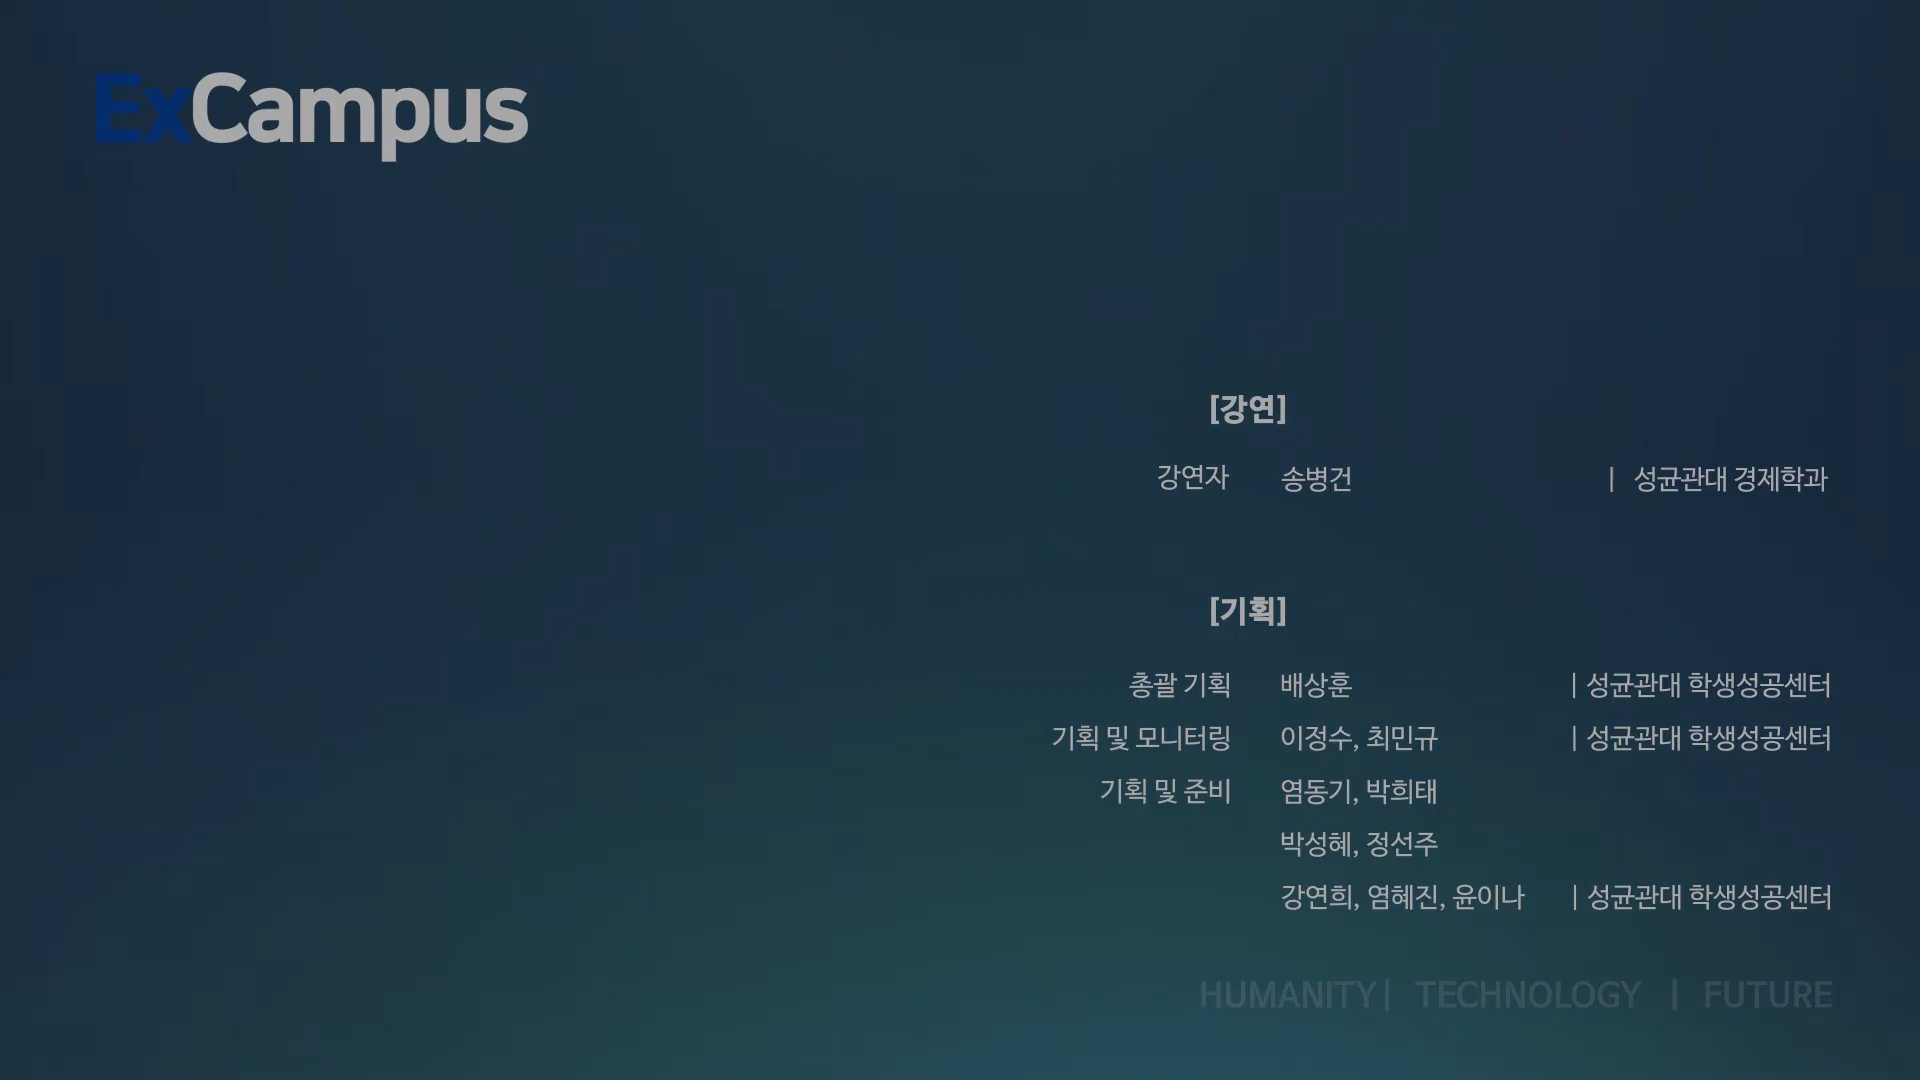 ExCampus
[강연]
강연자 송병건 | 성균관대 경제학과
[기획]
총괄 기획 배상훈 | 성균관대 학생성공센터
기획 및 모니터링 이정수, 최민규 | 성균관대 학생성공센터
기획 및 준비 염동기, 박희태
박성혜, 정선주
강연희, 염혜진, 윤이나 | 성균관대 학생성공센터
HUMANITY | TECHNOLOGY | FUTURE